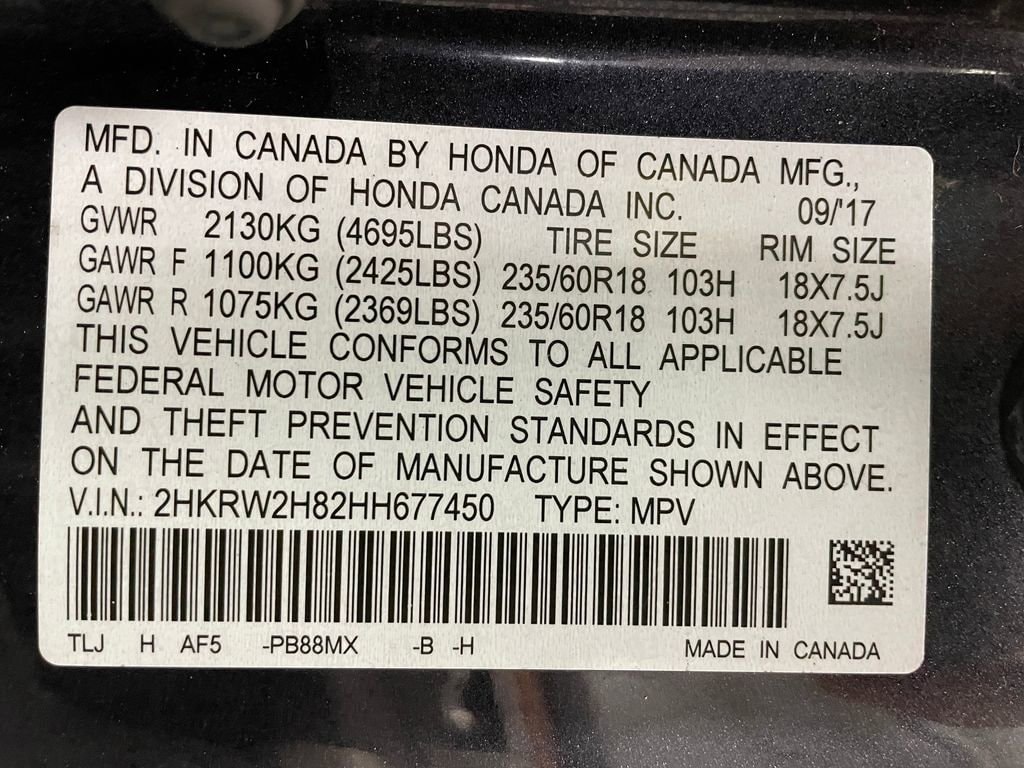 MFD. IN CANADA BY HONDA OF CANADA MFG.,
A DIVISION OF HONDA CANADA INC. 09/'17
GVWR 2130KG (4695LBS) TIRE SIZE RIM SIZE
GAWR F 1100KG (2425LBS) 235/60R18 103H 18X7.5J
GAWR R 1075KG (2369LBS) 235/60R18 103H 18X7.5J
THIS VEHICLE CONFORMS TO ALL APPLICABLE
FEDERAL MOTOR VEHICLE SAFETY
AND THEFT PREVENTION STANDARDS IN EFFECT
ON THE DATE OF MANUFACTURE SHOWN ABOVE.
V.I.N.: 2HKRW2H82HH677450 TYPE: MPV
TLJ H AF5 -PB88MX -B -H MADE IN CANADA